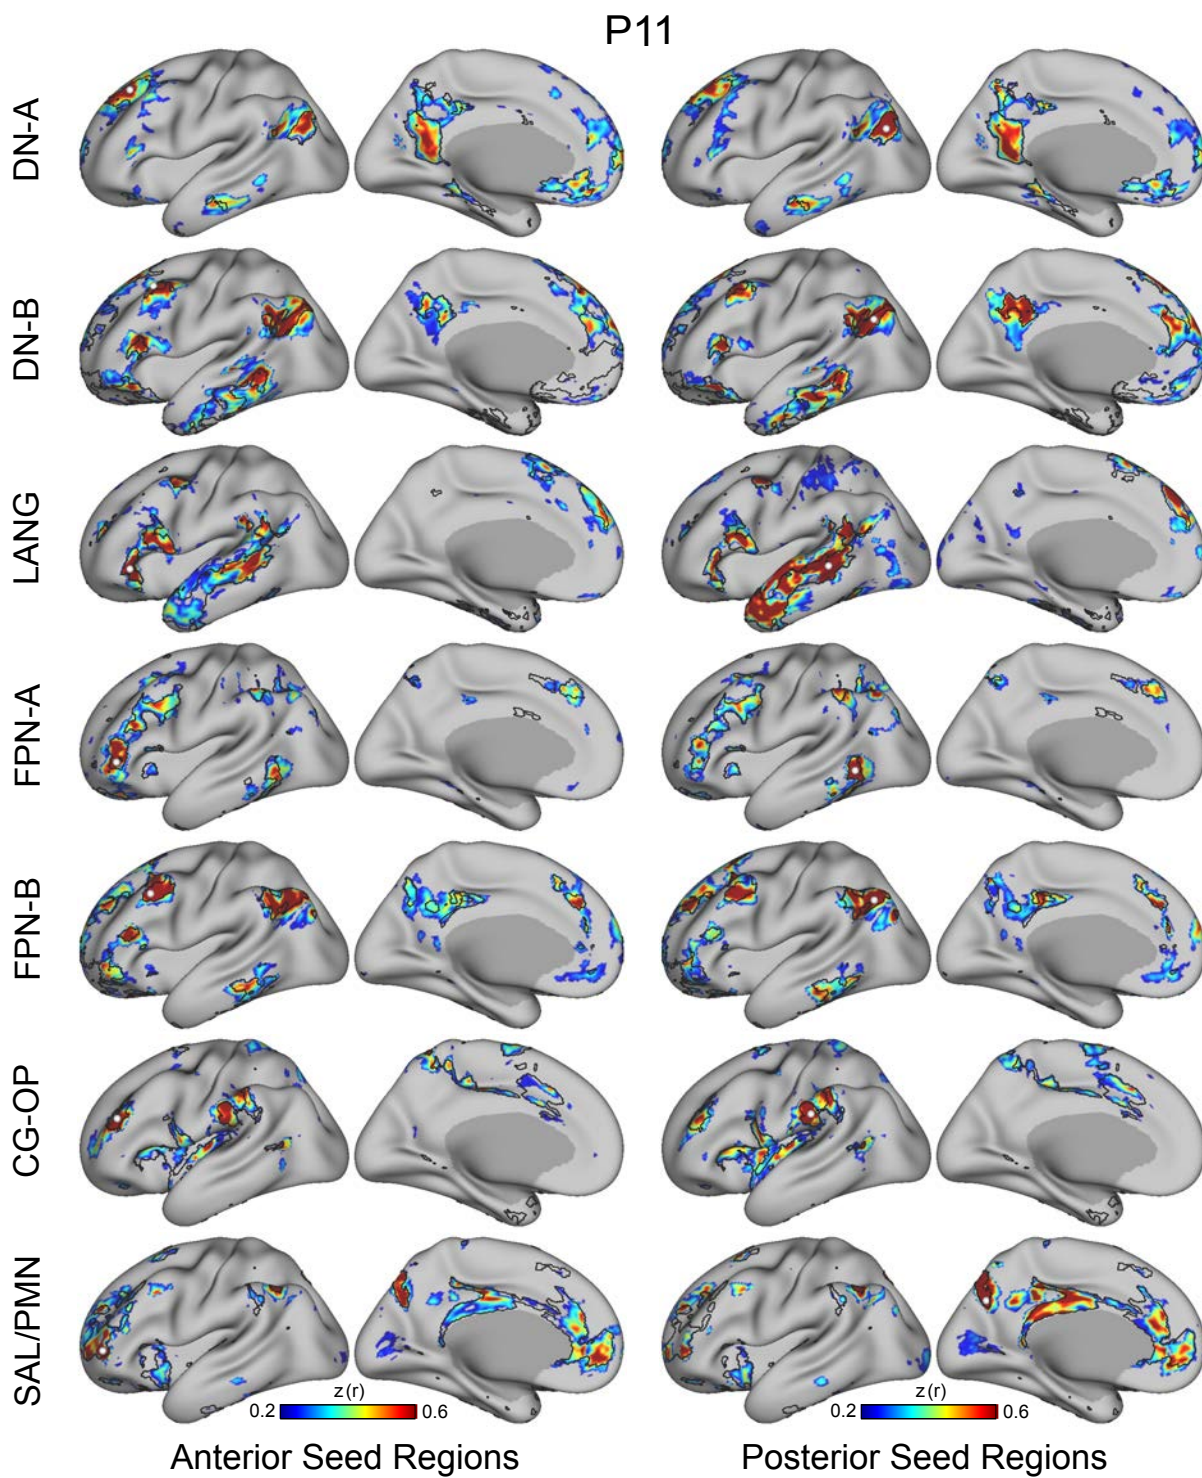 P11
DN-A
DN-B
LANG
FPN-A
FPN-B
CG-OP
SAL/PMN
z(r)
0.2 0.6
z(r)
0.2 0.6
Anterior Seed Regions
Posterior Seed Regions